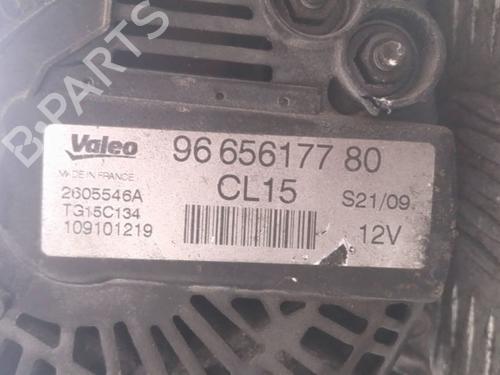 B-PARTS
Valeo
MADE IN FRANCE
96 656177 80
2605546A
CL15
S21/09
TG15C134
109101219
12V